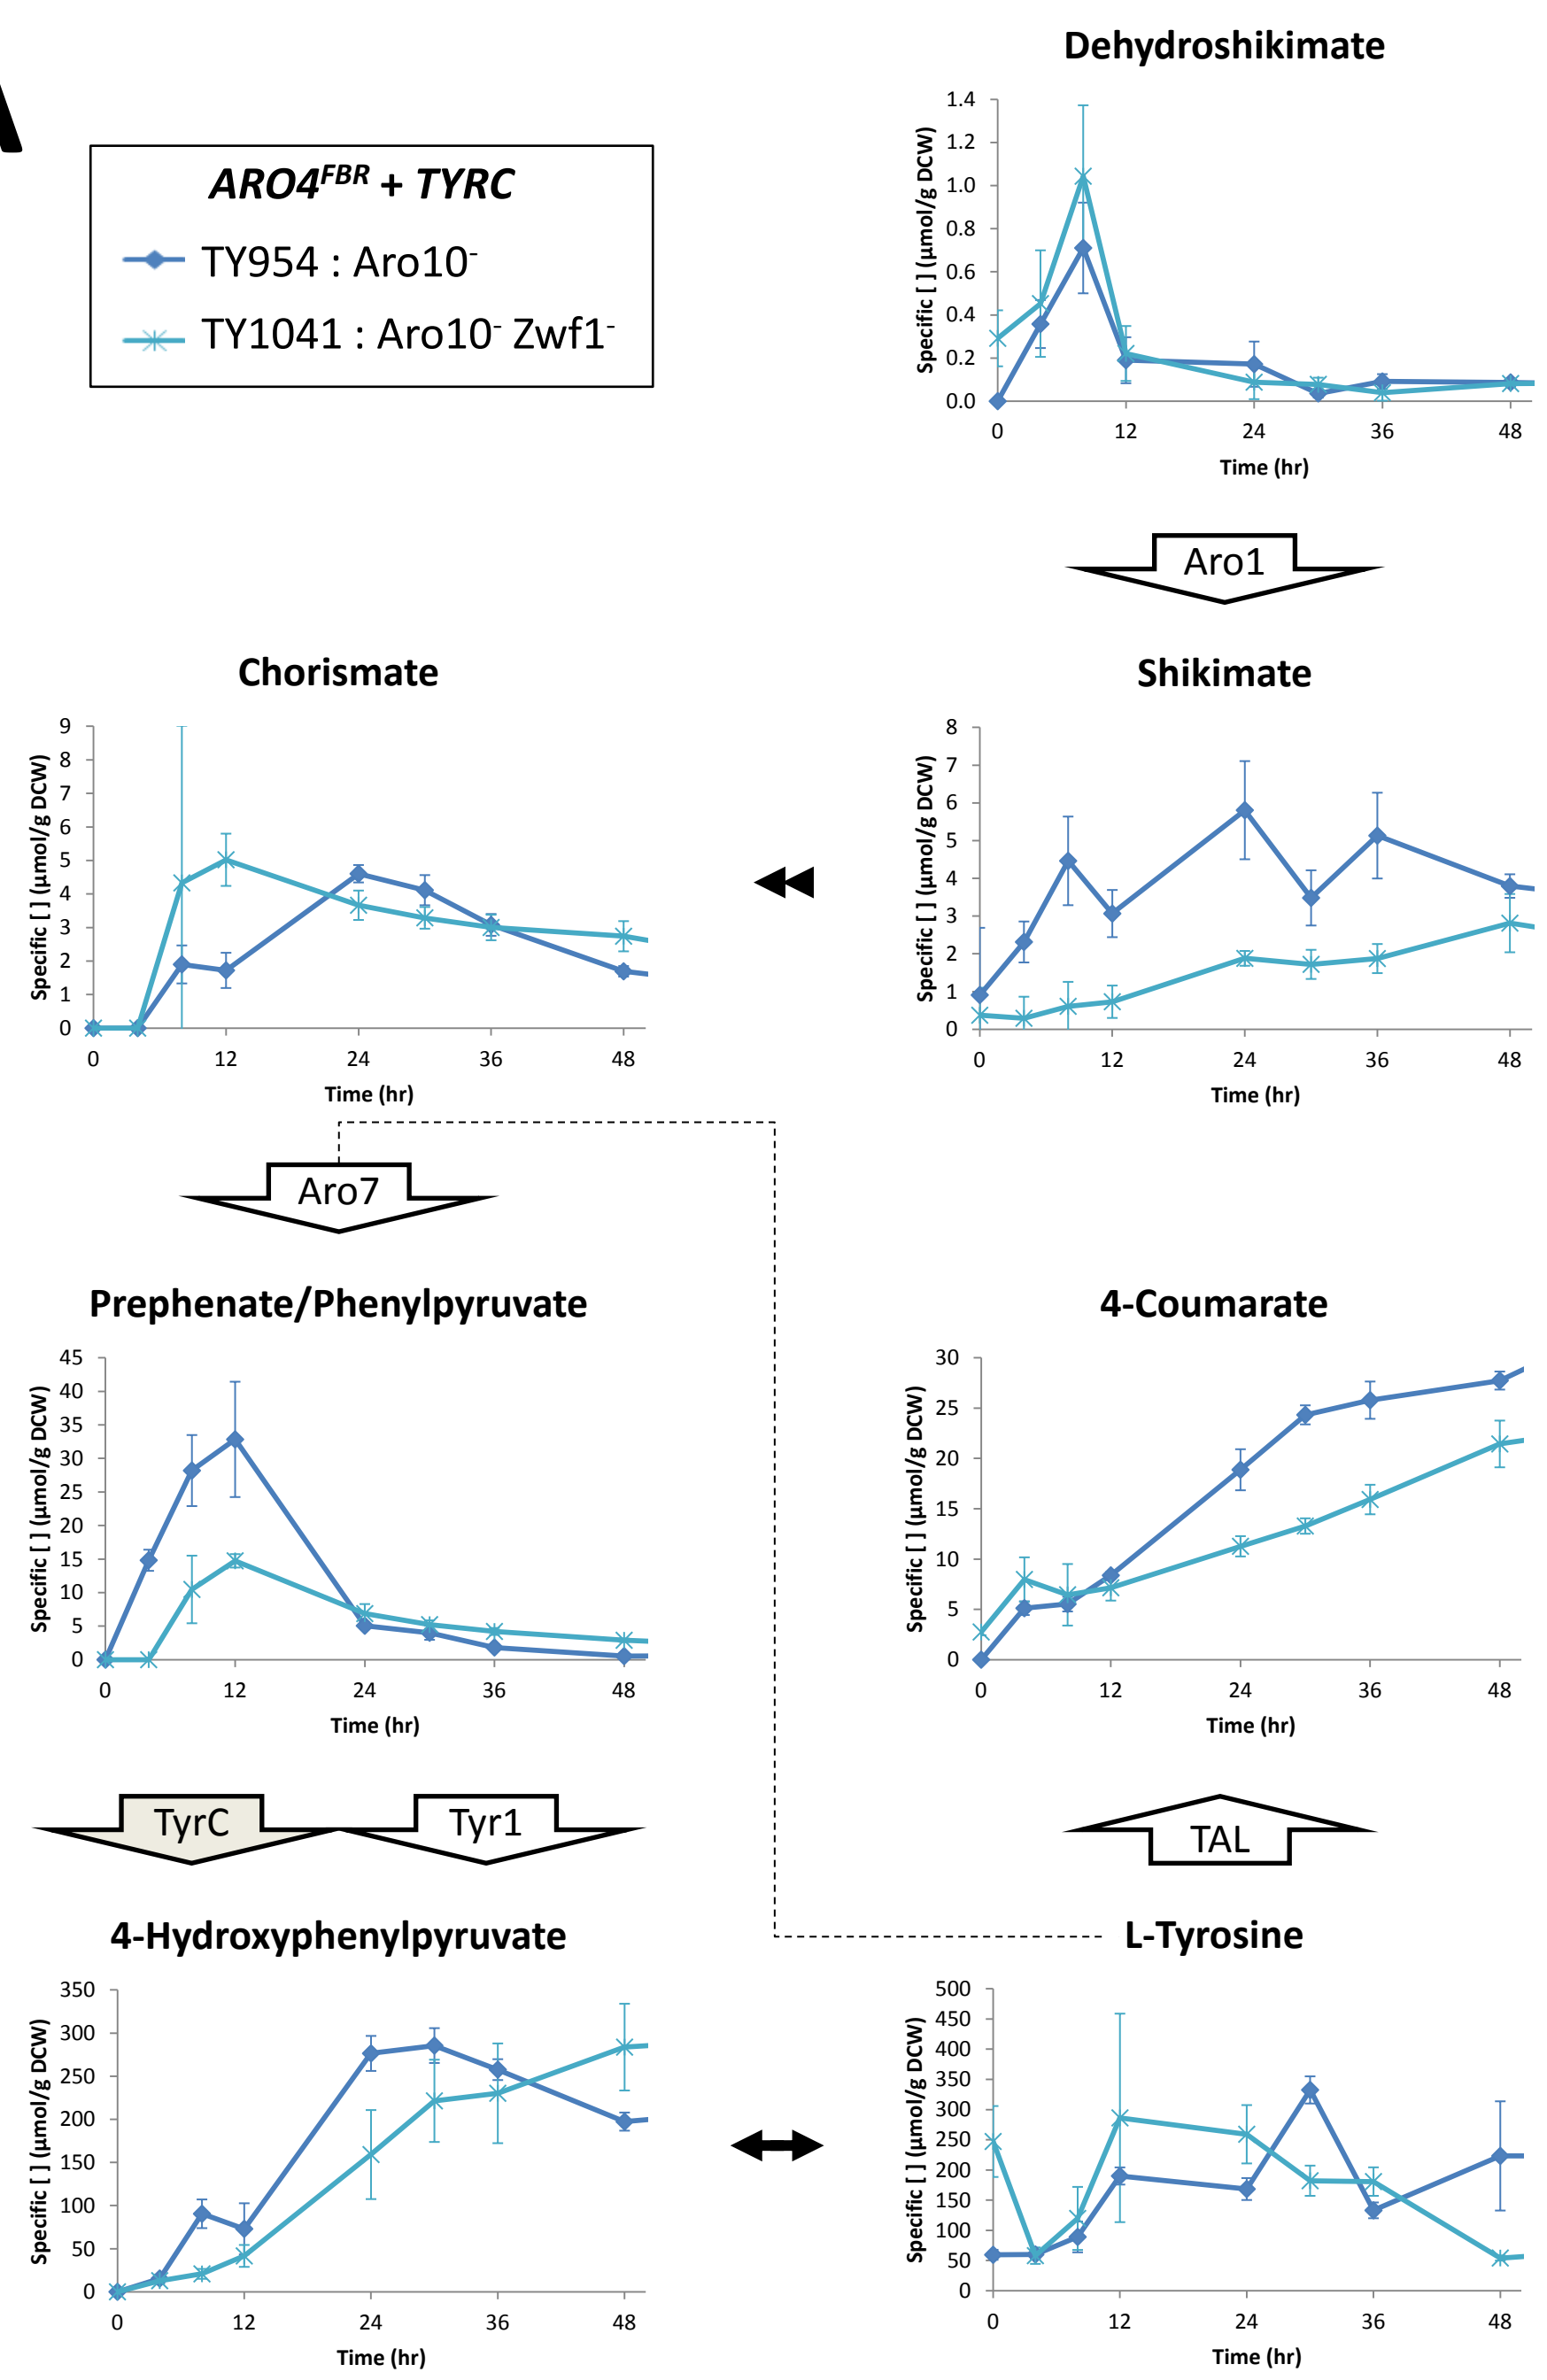 A
ARO4^FBR + TYRC
TY954 : Aro10^-
TY1041 : Aro10^- Zwf1^-
Dehydroshikimate
Specific [ ] (µmol/g DCW)
1.4
1.2
1.0
0.8
0.6
0.4
0.2
0.0
0 12 24 36 48
Time (hr)
Aro1
Chorismate
Specific [ ] (µmol/g DCW)
9
8
7
6
5
4
3
2
1
0
0 12 24 36 48
Time (hr)
Shikimate
Specific [ ] (µmol/g DCW)
8
7
6
5
4
3
2
1
0
0 12 24 36 48
Time (hr)
Aro7
Prephenate/Phenylpyruvate
Specific [ ] (µmol/g DCW)
45
40
35
30
25
20
15
10
5
0
0 12 24 36 48
Time (hr)
4-Coumarate
Specific [ ] (µmol/g DCW)
30
25
20
15
10
5
0
0 12 24 36 48
Time (hr)
TyrC
Tyr1
TAL
4-Hydroxyphenylpyruvate
Specific [ ] (µmol/g DCW)
350
300
250
200
150
100
50
0
0 12 24 36 48
Time (hr)
L-Tyrosine
Specific [ ] (µmol/g DCW)
500
450
400
350
300
250
200
150
100
50
0
0 12 24 36 48
Time (hr)